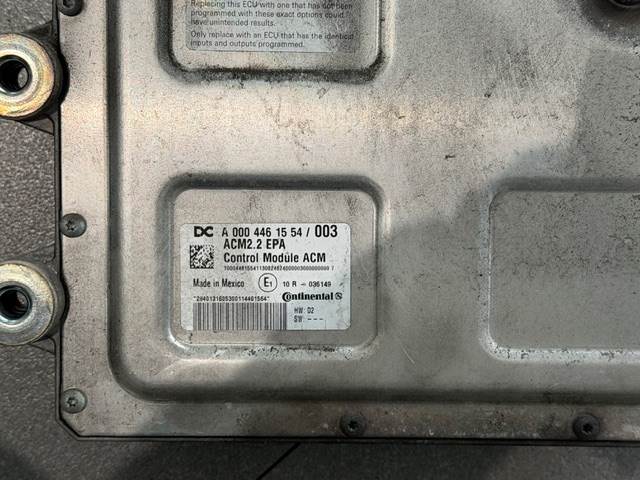 Replacing this ECU with one that has not been
programmed with these exact options could
have unintended results.
Only replace with an ECU that has the identical
inputs and outputs programmed.
DC A 000 446 15 54 / 003
ACM2.2 EPA
Control Module ACM
Made in Mexico E1 10 R - 036149
Continental
HW: D2
SW: ---